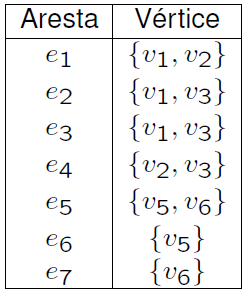 Aresta Vértice
e₁ {v₁, v₂}
e₂ {v₁, v₃}
e₃ {v₁, v₃}
e₄ {v₂, v₃}
e₅ {v₅, v₆}
e₆ {v₅}
e₇ {v₆}